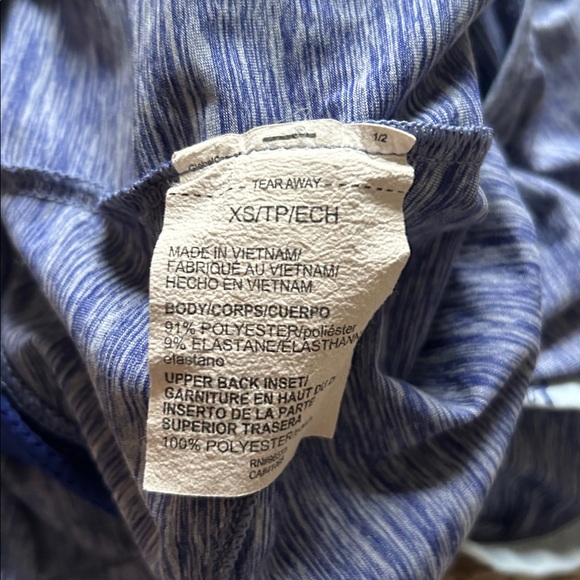 1/2
TEAR AWAY
XS/TP/ECH
MADE IN VIETNAM/
FABRIQUÉ AU VIETNAM/
HECHO EN VIETNAM
BODY/CORPS/CUERPO
91% POLYESTER/poliéster
9% ELASTANE/ÉLASTHANN
elastano
UPPER BACK INSET/
GARNITURE EN HAUT DU
INSERTO DE LA PARTE
SUPERIOR TRASERA
100% POLYESTER